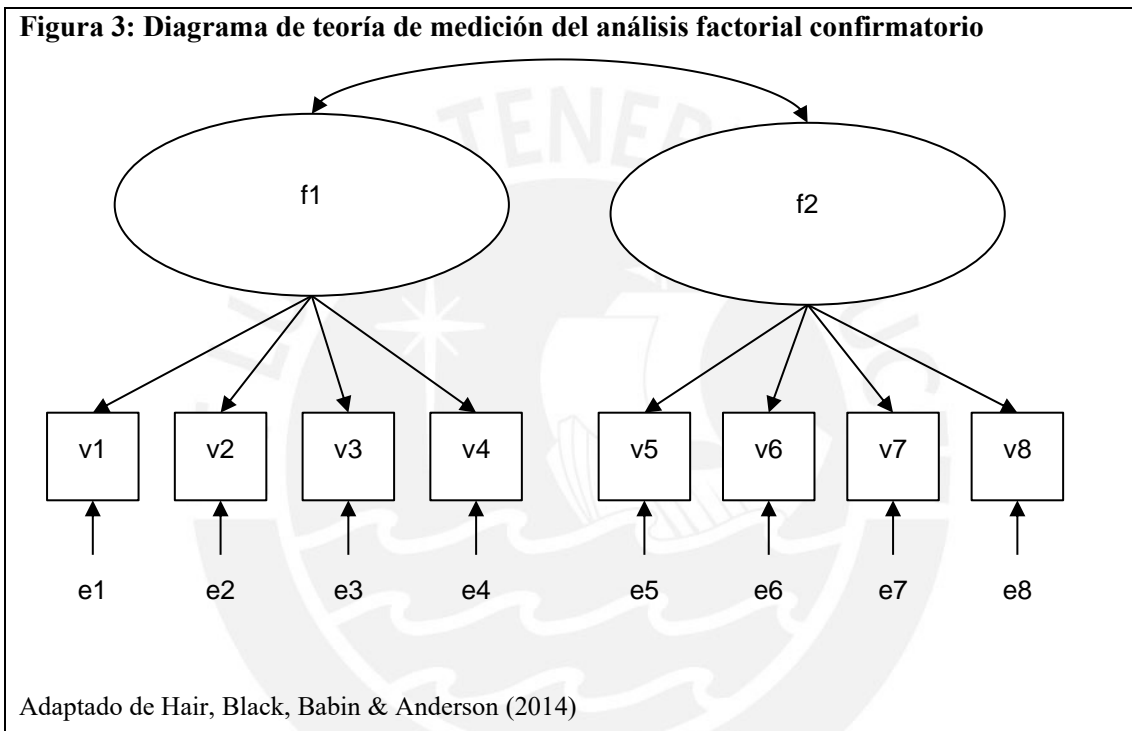 Figura 3: Diagrama de teoría de medición del análisis factorial confirmatorio
f1 f2
v1 v2 v3 v4 v5 v6 v7 v8
e1 e2 e3 e4 e5 e6 e7 e8
Adaptado de Hair, Black, Babin & Anderson (2014)